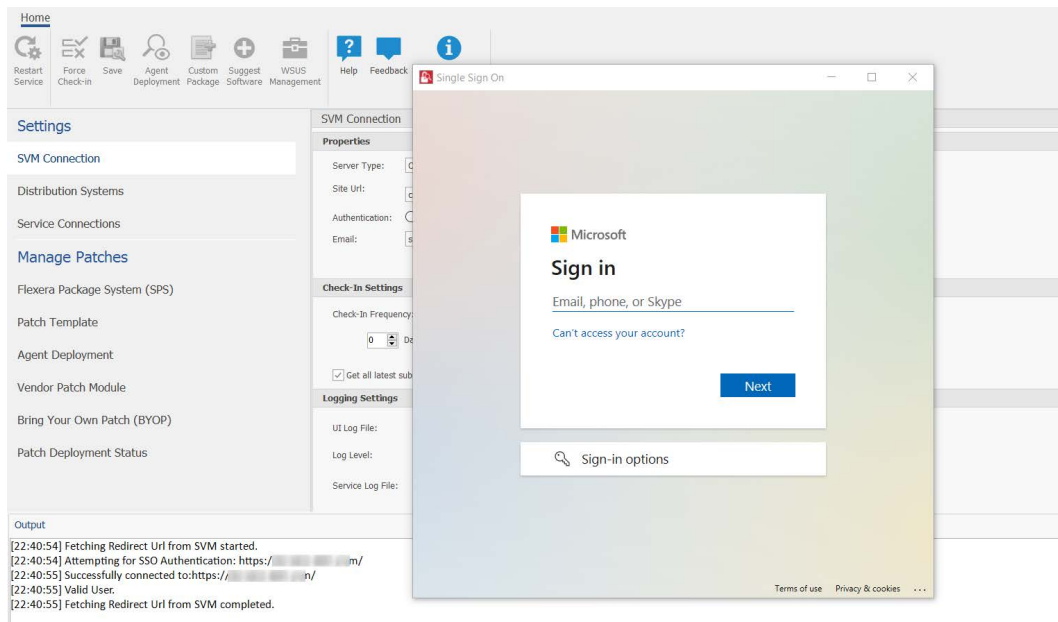 Home
Restart Service
Force Check-in
Save
Agent Deployment
Custom Package
Suggest Software
WSUS Management
Help
Feedback
Single Sign On
Settings
SVM Connection
Distribution Systems
Service Connections
Manage Patches
Flexera Package System (SPS)
Patch Template
Agent Deployment
Vendor Patch Module
Bring Your Own Patch (BYOP)
Patch Deployment Status
SVM Connection
Properties
Server Type:
Site Url:
Authentication:
Email:
Check-In Settings
Check-In Frequency:
0
Get all latest sub
Logging Settings
UI Log File:
Log Level:
Service Log File:
Microsoft
Sign in
Email, phone, or Skype
Can't access your account?
Next
Sign-in options
Terms of use Privacy & cookies ...
Output
[22:40:54] Fetching Redirect Url from SVM started.
[22:40:54] Attempting for SSO Authentication: https:/ m/
[22:40:55] Successfully connected to:https:// n/
[22:40:55] Valid User.
[22:40:55] Fetching Redirect Url from SVM completed.